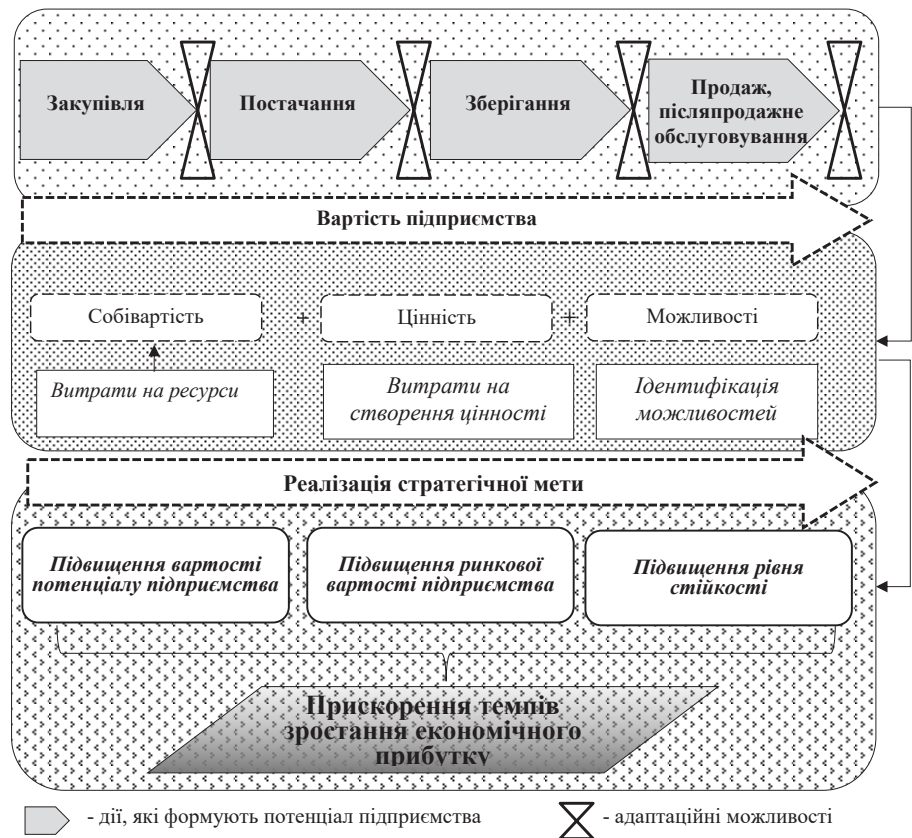 Закупівля
Постачання
Зберігання
Продаж,
післяпродажне
обслуговування
Вартість підприємства
Собівартість
+
Цінність
+
Можливості
Витрати на ресурси
Витрати на
створення цінності
Ідентифікація
можливостей
Реалізація стратегічної мети
Підвищення вартості
потенціалу підприємства
Підвищення ринкової
вартості підприємства
Підвищення рівня
стійкості
Прискорення темпів
зростання економічного
прибутку
- дії, які формують потенціал підприємства
- адаптаційні можливості